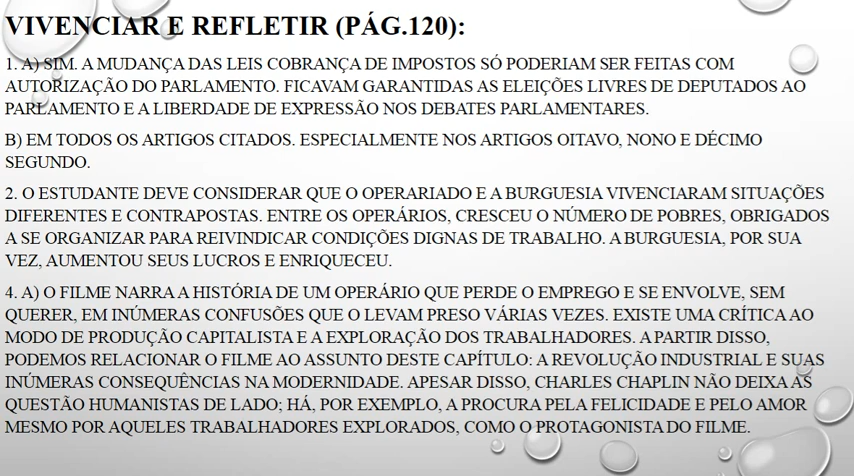 VIVENCIAR E REFLETIR (PÁG.120):
1. A) SIM. A MUDANÇA DAS LEIS COBRANÇA DE IMPOSTOS SÓ PODERIAM SER FEITAS COM
AUTORIZAÇÃO DO PARLAMENTO. FICAVAM GARANTIDAS AS ELEIÇÕES LIVRES DE DEPUTADOS AO
PARLAMENTO E A LIBERDADE DE EXPRESSÃO NOS DEBATES PARLAMENTARES.
B) EM TODOS OS ARTIGOS CITADOS. ESPECIALMENTE NOS ARTIGOS OITAVO, NONO E DÉCIMO
SEGUNDO.
2. O ESTUDANTE DEVE CONSIDERAR QUE O OPERARIADO E A BURGUESIA VIVENCIARAM SITUAÇÕES
DIFERENTES E CONTRAPOSTAS. ENTRE OS OPERÁRIOS, CRESCEU O NÚMERO DE POBRES, OBRIGADOS
A SE ORGANIZAR PARA REIVINDICAR CONDIÇÕES DIGNAS DE TRABALHO. A BURGUESIA, POR SUA
VEZ, AUMENTOU SEUS LUCROS E ENRIQUECEU.
4. A) O FILME NARRA A HISTÓRIA DE UM OPERÁRIO QUE PERDE O EMPREGO E SE ENVOLVE, SEM
QUERER, EM INÚMERAS CONFUSÕES QUE O LEVAM PRESO VÁRIAS VEZES. EXISTE UMA CRÍTICA AO
MODO DE PRODUÇÃO CAPITALISTA E A EXPLORAÇÃO DOS TRABALHADORES. A PARTIR DISSO,
PODEMOS RELACIONAR O FILME AO ASSUNTO DESTE CAPÍTULO: A REVOLUÇÃO INDUSTRIAL E SUAS
INÚMERAS CONSEQUÊNCIAS NA MODERNIDADE. APESAR DISSO, CHARLES CHAPLIN NÃO DEIXA AS
QUESTÃO HUMANISTAS DE LADO; HÁ, POR EXEMPLO, A PROCURA PELA FELICIDADE E PELO AMOR
MESMO POR AQUELES TRABALHADORES EXPLORADOS, COMO O PROTAGONISTA DO FILME.